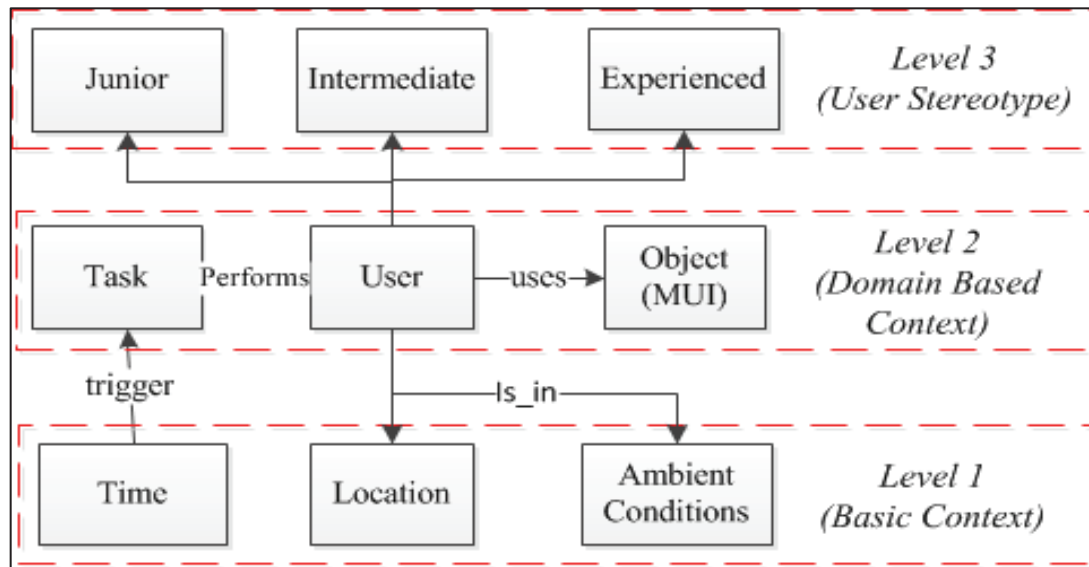 Junior
Intermediate
Experienced
Level 3
(User Stereotype)
Task
Performs
User
uses
Object
(MUI)
Level 2
(Domain Based
Context)
trigger
Is_in
Time
Location
Ambient
Conditions
Level 1
(Basic Context)